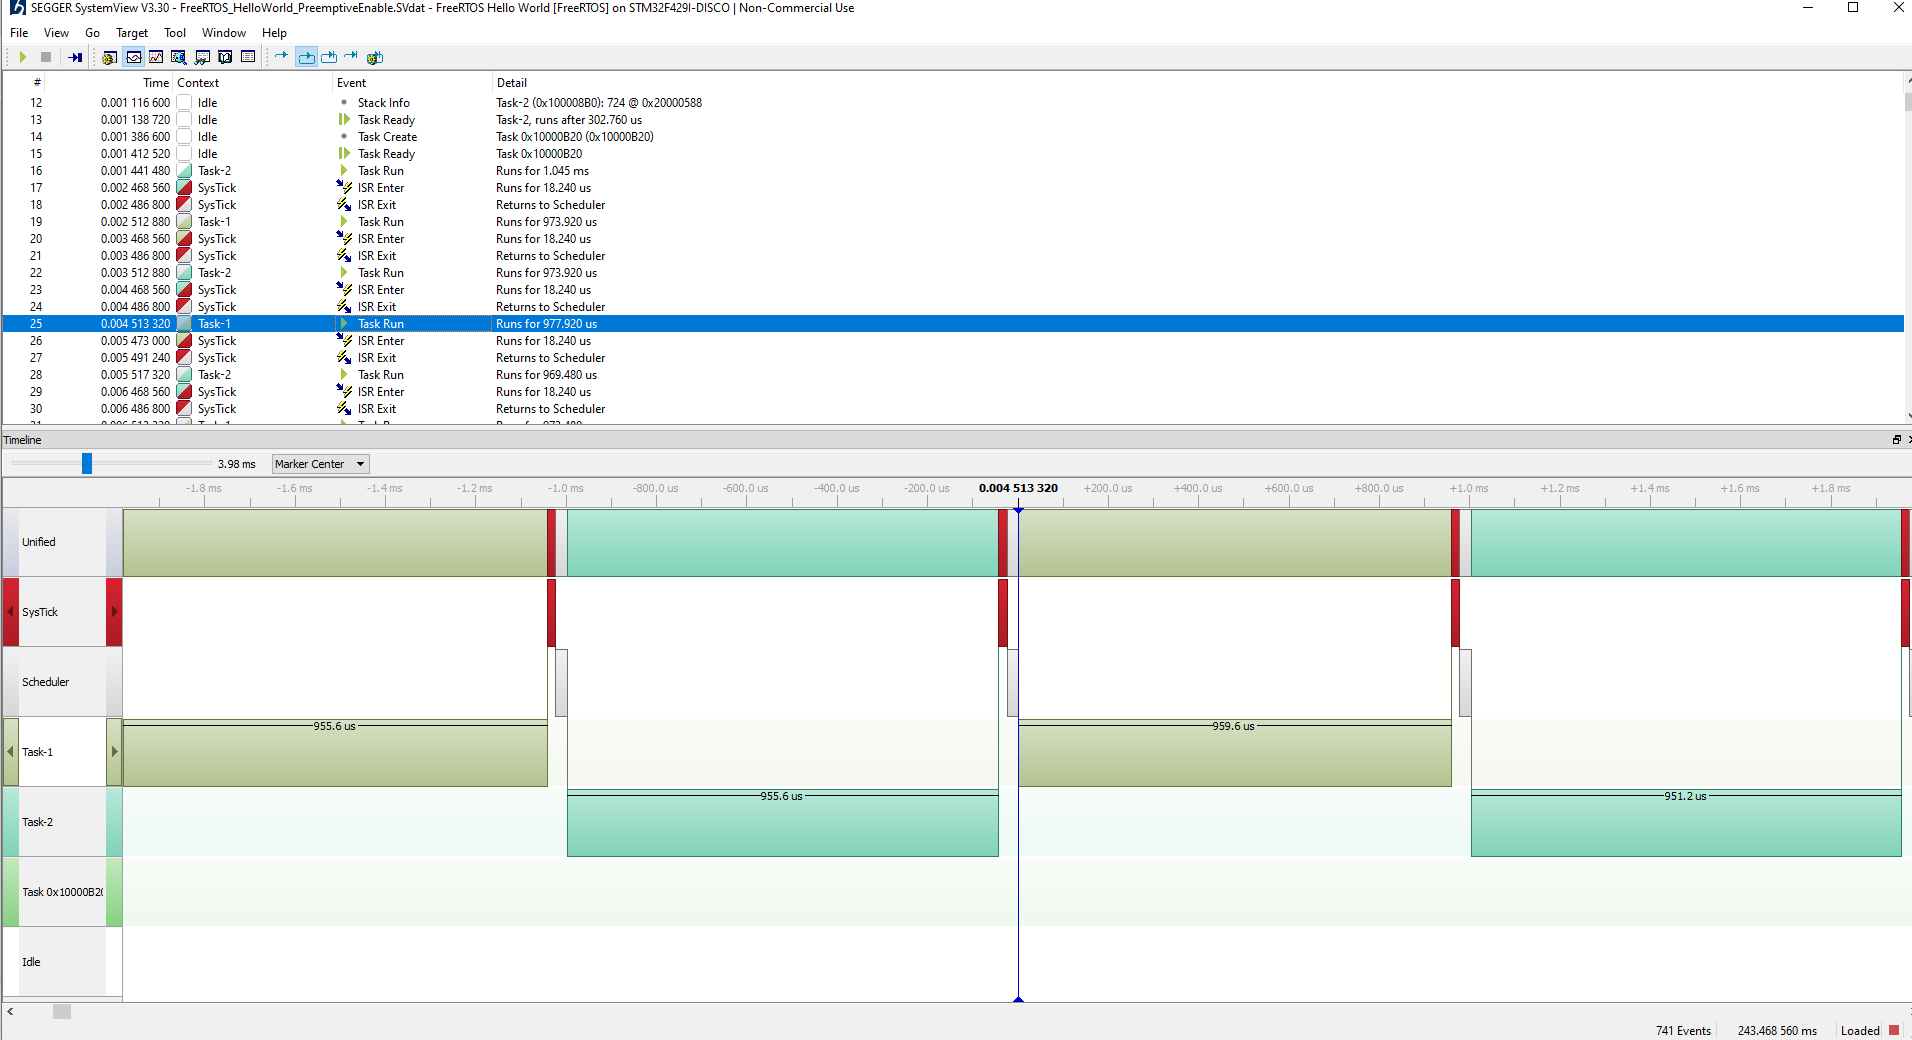 SEGGER SystemView V3.30 - FreeRTOS_HelloWorld_PreemptiveEnable.SVdat - FreeRTOS Hello World [FreeRTOS] on STM32F429I-DISCO | Non-Commercial Use
File View Go Target Tool Window Help
# Time Context Event Detail
12 0.001 116 600 Idle Stack Info Task-2 (0x100008B0): 724 @ 0x20000588
13 0.001 138 720 Idle Task Ready Task-2, runs after 302.760 us
14 0.001 386 600 Idle Task Create Task 0x10000B20 (0x10000B20)
15 0.001 412 520 Idle Task Ready Task 0x10000B20
16 0.001 441 480 Task-2 Task Run Runs for 1.045 ms
17 0.002 468 560 SysTick ISR Enter Runs for 18.240 us
18 0.002 486 800 SysTick ISR Exit Returns to Scheduler
19 0.002 512 880 Task-1 Task Run Runs for 973.920 us
20 0.003 468 560 SysTick ISR Enter Runs for 18.240 us
21 0.003 486 800 SysTick ISR Exit Returns to Scheduler
22 0.003 512 880 Task-2 Task Run Runs for 973.920 us
23 0.004 468 560 SysTick ISR Enter Runs for 18.240 us
24 0.004 486 800 SysTick ISR Exit Returns to Scheduler
25 0.004 513 320 Task-1 Task Run Runs for 977.920 us
26 0.005 473 000 SysTick ISR Enter Runs for 18.240 us
27 0.005 491 240 SysTick ISR Exit Returns to Scheduler
28 0.005 517 320 Task-2 Task Run Runs for 969.480 us
29 0.006 468 560 SysTick ISR Enter Runs for 18.240 us
30 0.006 486 800 SysTick ISR Exit Returns to Scheduler
Timeline
3.98 ms Marker Center
-1.8 ms -1.6 ms -1.4 ms -1.2 ms -1.0 ms -800.0 us -600.0 us -400.0 us -200.0 us 0.004 513 320 +200.0 us +400.0 us +600.0 us +800.0 us +1.0 ms +1.2 ms +1.4 ms +1.6 ms +1.8 ms
Unified
SysTick
Scheduler
955.6 us 959.6 us
Task-1
955.6 us 951.2 us
Task-2
Task 0x10000B20
Idle
741 Events 243.468 560 ms Loaded